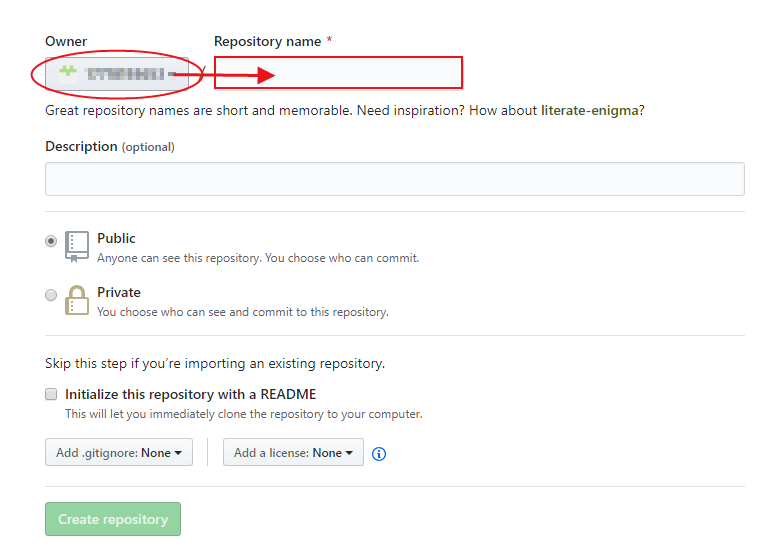 Owner
Repository name *
/
Great repository names are short and memorable. Need inspiration? How about literate-enigma?
Description (optional)
Public
Anyone can see this repository. You choose who can commit.
Private
You choose who can see and commit to this repository.
Skip this step if you’re importing an existing repository.
Initialize this repository with a README
This will let you immediately clone the repository to your computer.
Add .gitignore: None
Add a license: None
Create repository